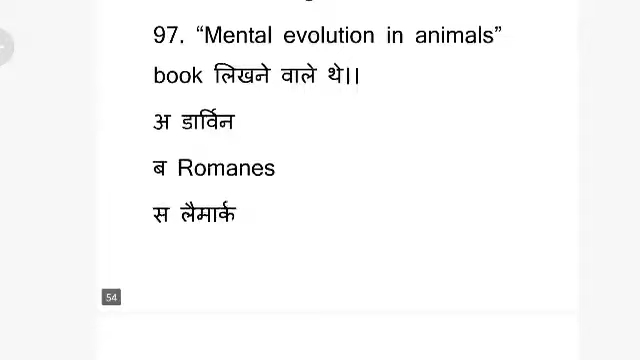 97. “Mental evolution in animals”
book लिखने वाले थे।।
अ डार्विन
ब Romanes
स लैमार्क
54